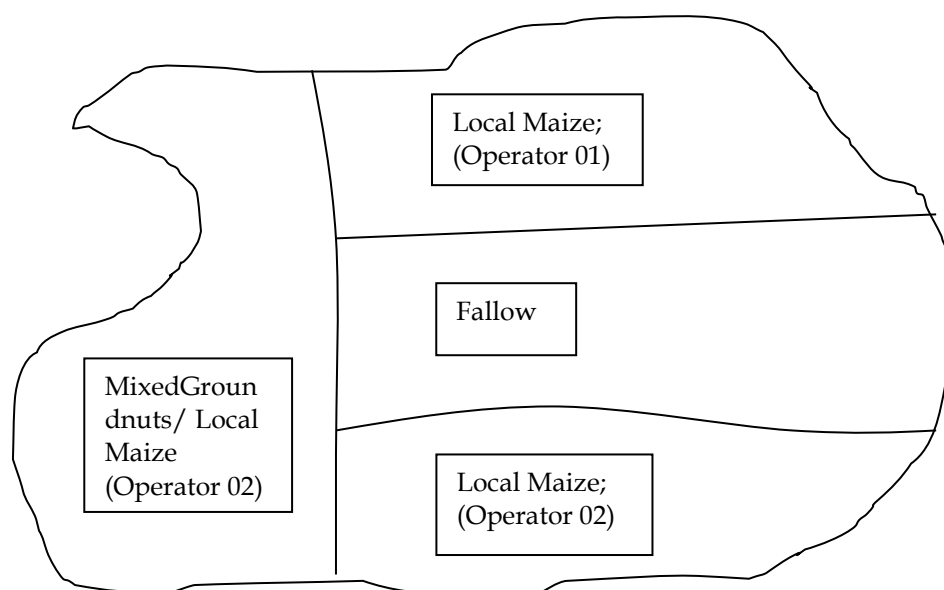 Local Maize;
(Operator 01)
Fallow
MixedGroun
dnuts/ Local
Maize
(Operator 02)
Local Maize;
(Operator 02)